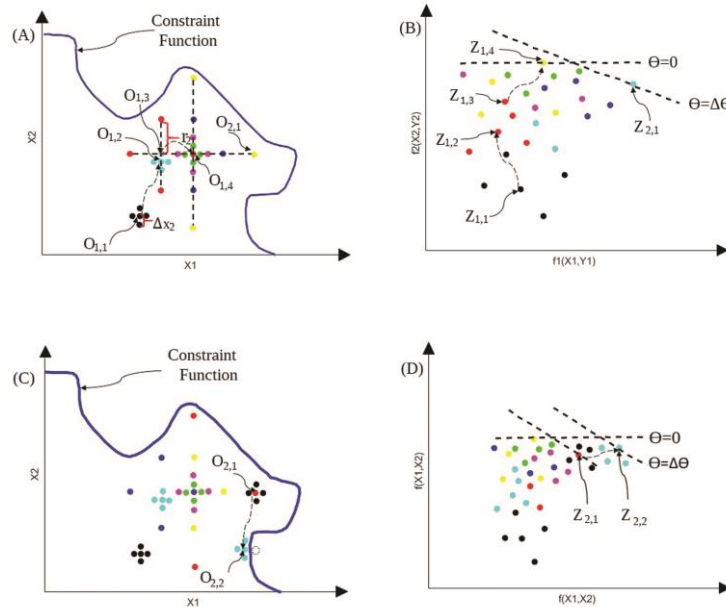 (A)
Constraint
Function
O1,3
O1,2
r2
O2,1
O1,4
Δx2
O1,1
X2
X1
(B)
Z1,4
Θ=0
Z1,3
Θ=Δθ
Z2,1
Z1,2
Z1,1
f2(X2,Y2)
f1(X1,Y1)
(C)
Constraint
Function
O2,1
O2,2
X2
X1
(D)
Θ=0
Θ=Δθ
Z2,1
Z2,2
f(X1,X2)
f(X1,X2)